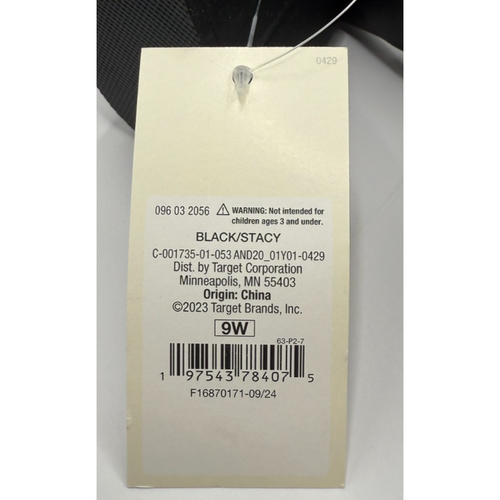 0429
096 03 2056 ⚠ WARNING: Not intended for
children ages 3 and under.
BLACK/STACY
C-001735-01-053 AND20_01Y01-0429
Dist. by Target Corporation
Minneapolis, MN 55403
Origin: China
©2023 Target Brands, Inc.
9W
63-P2-7
1 97543 78407 5
F16870171-09/24